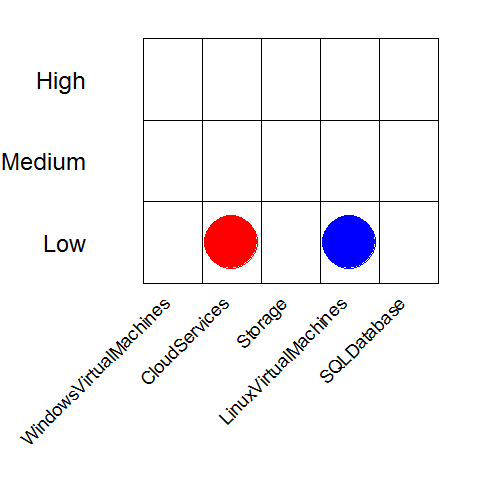 High
Medium
Low
WindowsVirtualMachines
CloudServices
Storage
LinuxVirtualMachines
SQLDatabase